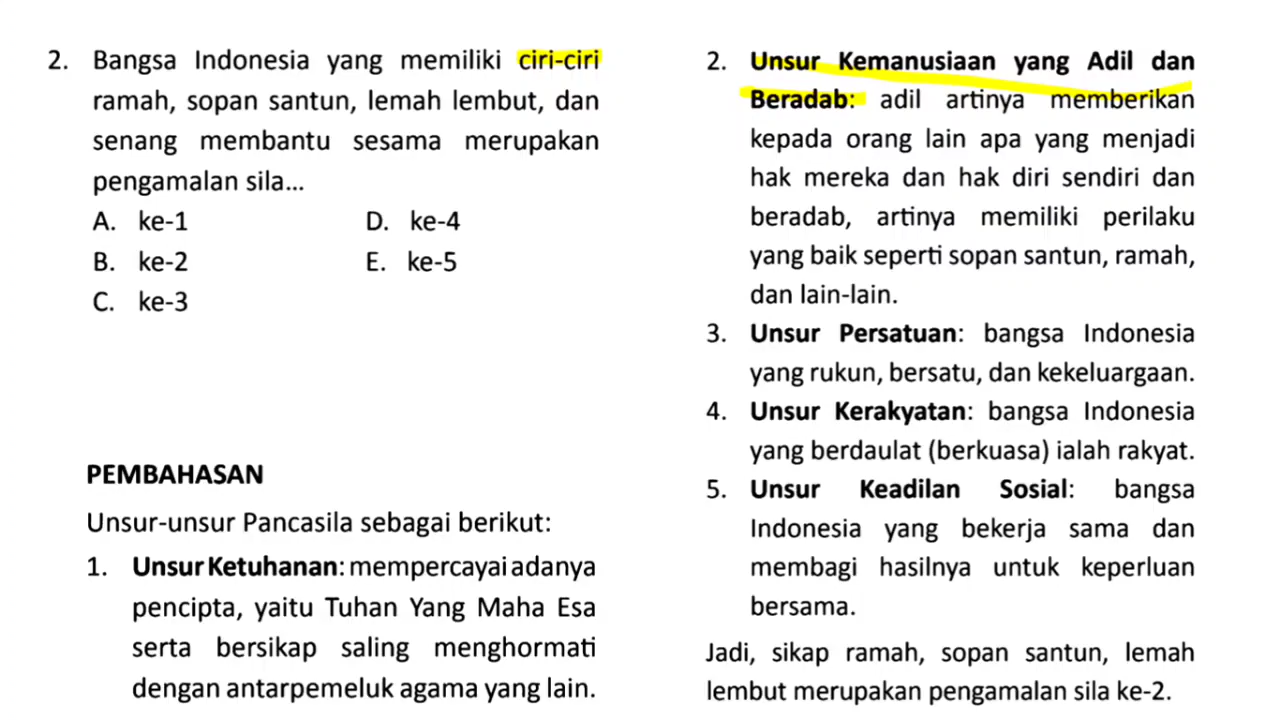 2. Bangsa Indonesia yang memiliki ciri-ciri
ramah, sopan santun, lemah lembut, dan
senang membantu sesama merupakan
pengamalan sila...
A. ke-1 D. ke-4
B. ke-2 E. ke-5
C. ke-3
PEMBAHASAN
Unsur-unsur Pancasila sebagai berikut:
1. Unsur Ketuhanan: mempercayai adanya
pencipta, yaitu Tuhan Yang Maha Esa
serta bersikap saling menghormati
dengan antarpemeluk agama yang lain.
2. Unsur Kemanusiaan yang Adil dan
Beradab: adil artinya memberikan
kepada orang lain apa yang menjadi
hak mereka dan hak diri sendiri dan
beradab, artinya memiliki perilaku
yang baik seperti sopan santun, ramah,
dan lain-lain.
3. Unsur Persatuan: bangsa Indonesia
yang rukun, bersatu, dan kekeluargaan.
4. Unsur Kerakyatan: bangsa Indonesia
yang berdaulat (berkuasa) ialah rakyat.
5. Unsur Keadilan Sosial: bangsa
Indonesia yang bekerja sama dan
membagi hasilnya untuk keperluan
bersama.
Jadi, sikap ramah, sopan santun, lemah
lembut merupakan pengamalan sila ke-2.